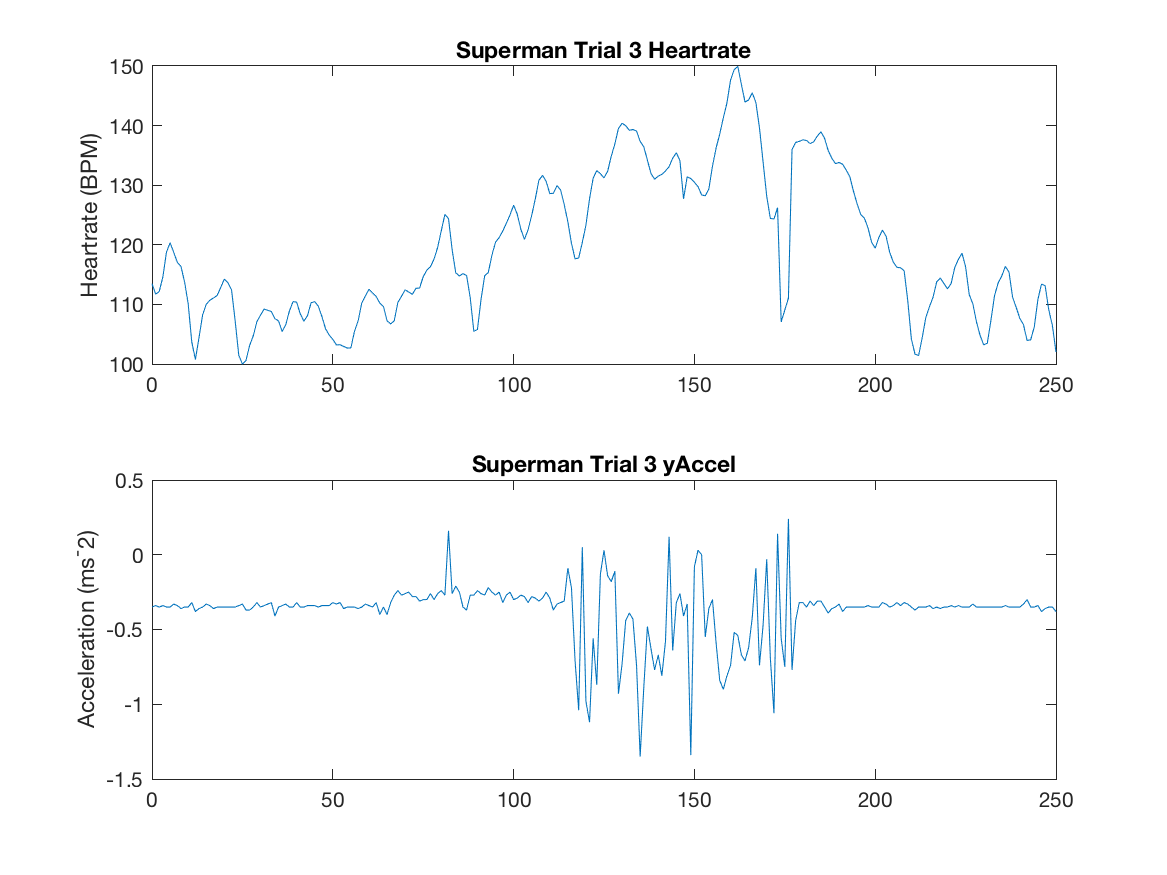 Superman Trial 3 Heartrate
150
140
130
120
110
100
Heartrate (BPM)
0 50 100 150 200 250
Superman Trial 3 yAccel
0.5
0
-0.5
-1
-1.5
Acceleration (ms^-2)
0 50 100 150 200 250